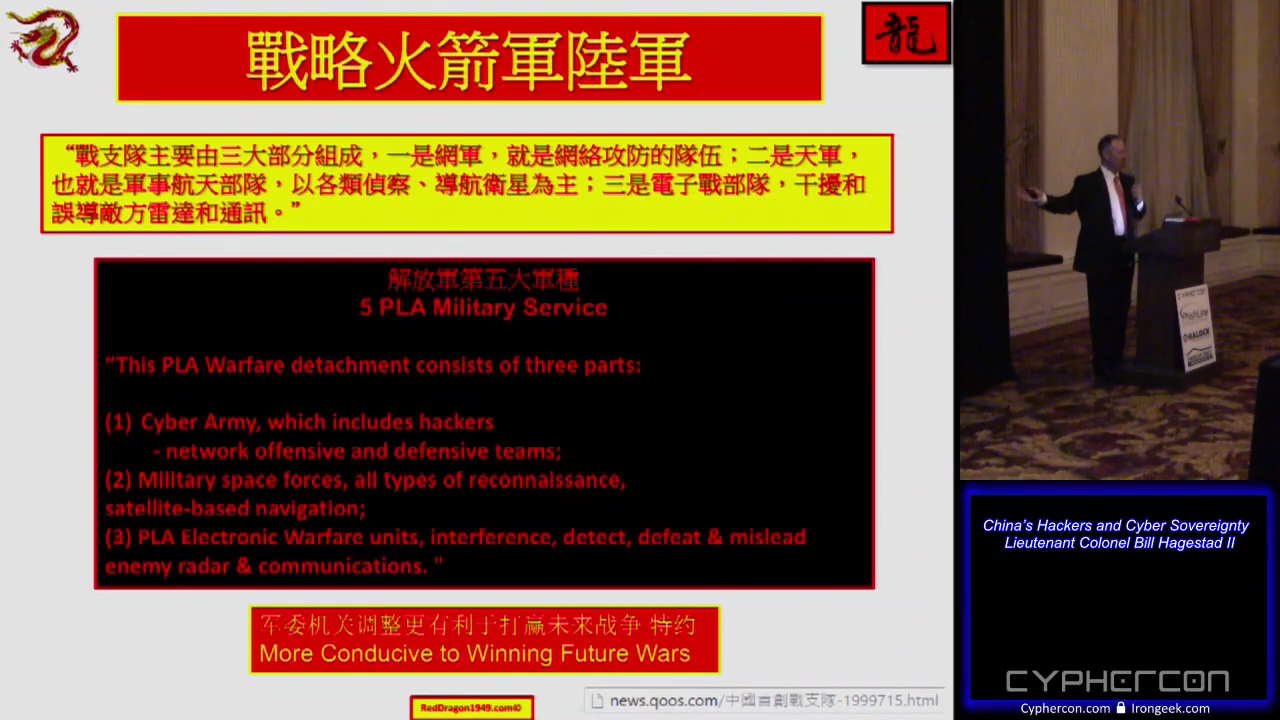 戰略火箭軍陸軍
龍
“戰支隊主要由三大部分組成，一是網軍，就是網絡攻防的隊伍；二是天軍，
也就是軍事航天部隊，以各類偵察、導航衛星為主；三是電子戰部隊，干擾和
誤導敵方雷達和通訊。”
解放軍第五大軍種
5 PLA Military Service
“This PLA Warfare detachment consists of three parts:
(1) Cyber Army, which includes hackers
- network offensive and defensive teams;
(2) Military space forces, all types of reconnaissance,
satellite-based navigation;
(3) PLA Electronic Warfare units, interference, detect, defeat & mislead
enemy radar & communications. "
军委机关调整更有利于打赢未来战争 特约
More Conducive to Winning Future Wars
RedDragon1949.com©
news.qoos.com/中國首創戰支隊-1999715.html
CYPHERCON
PhishLine
HALOCK
China's Hackers and Cyber Sovereignty
Lieutenant Colonel Bill Hagestad II
CYPHERCON
Cyphercon.com Irongeek.com